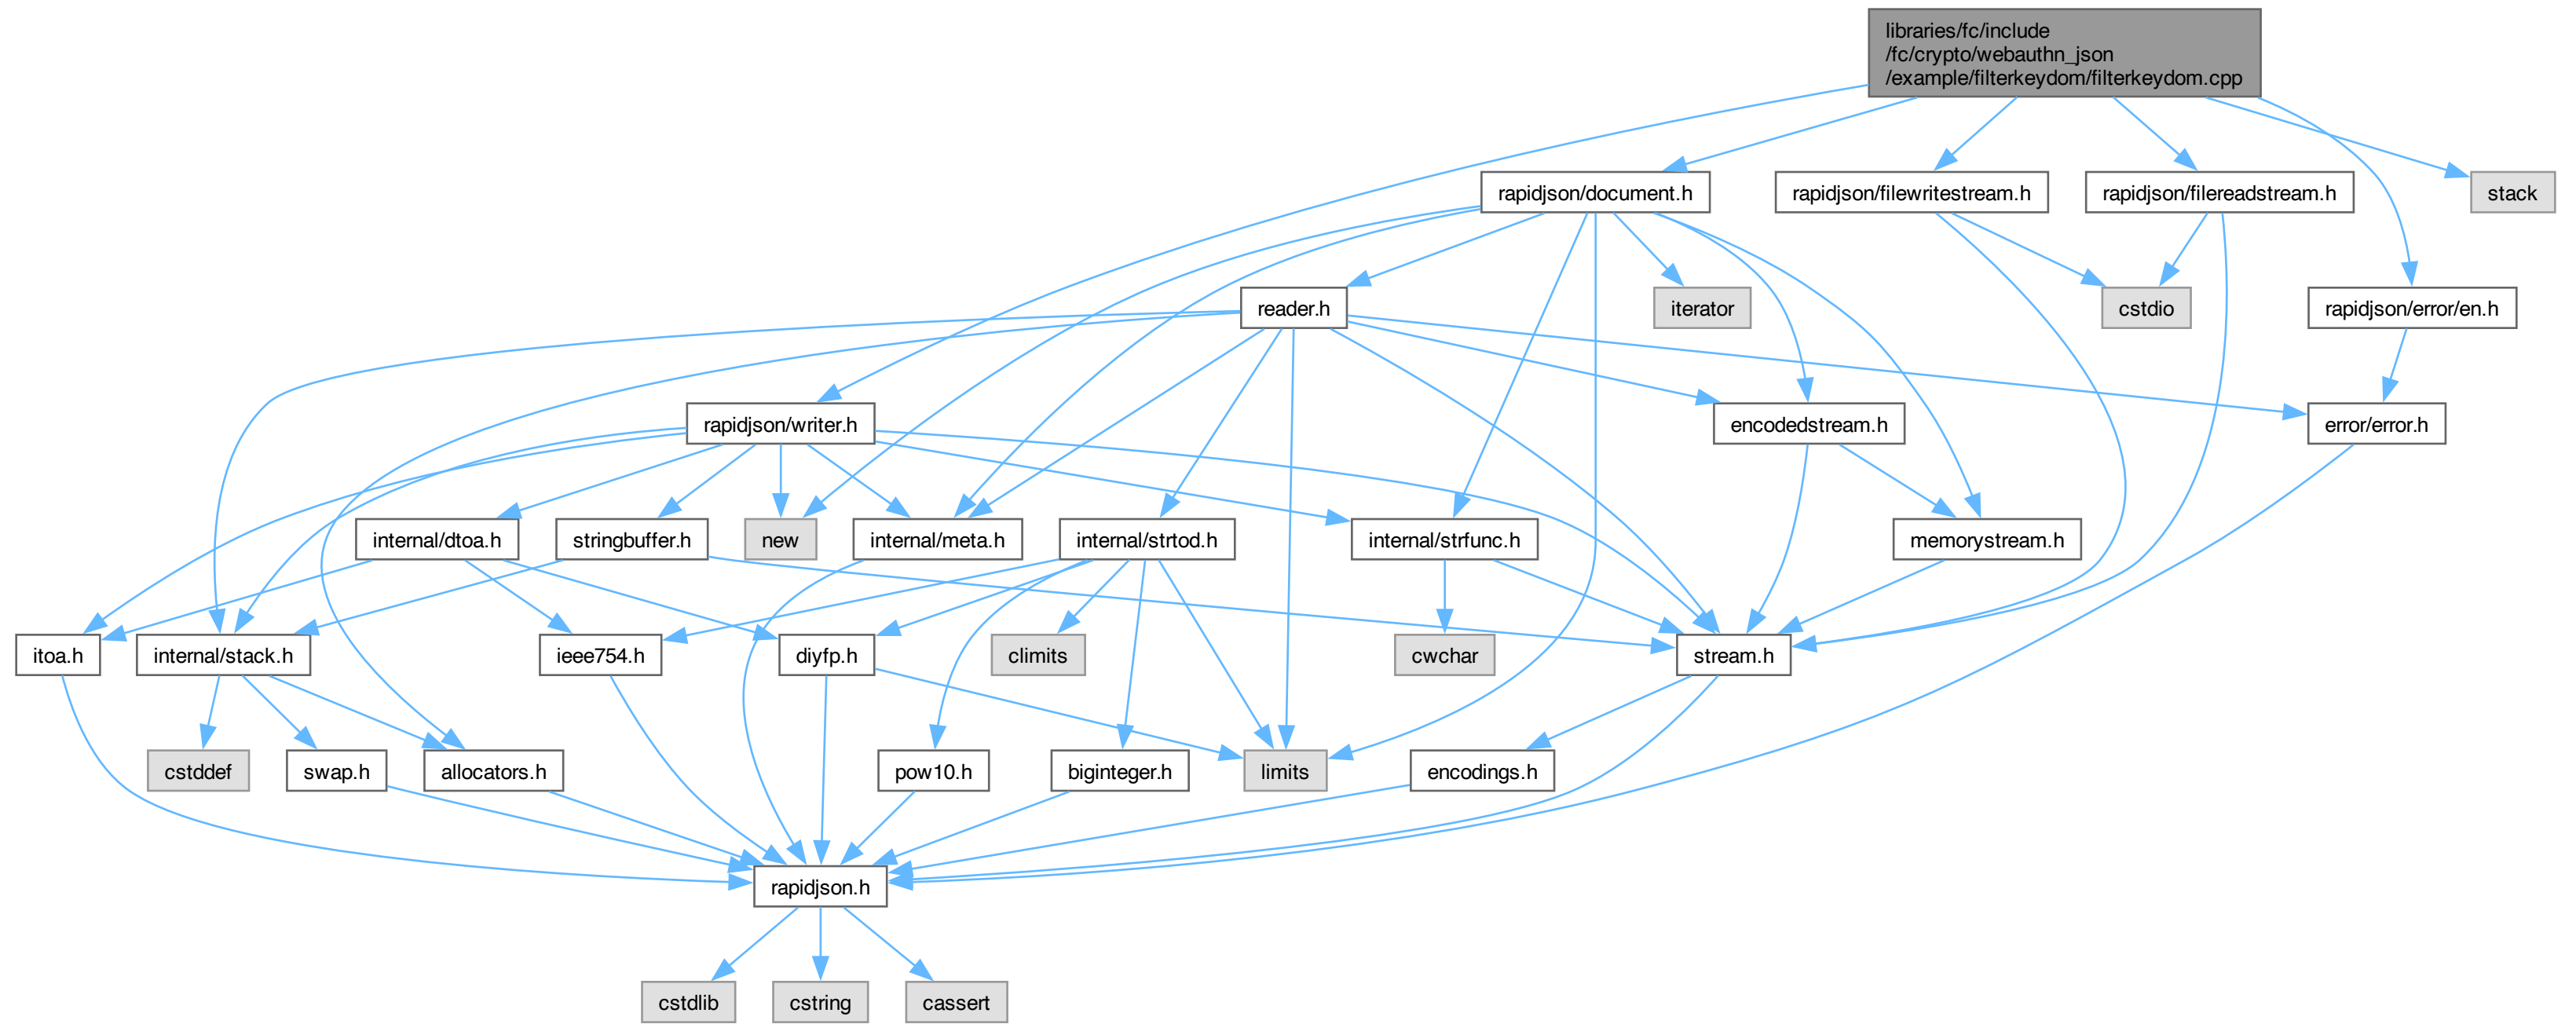 libraries/fc/include
/fc/crypto/webauthn_json
/example/filterkeydom/filterkeydom.cpp
rapidjson/document.h
rapidjson/filewritestream.h
rapidjson/filereadstream.h
stack
reader.h
iterator
cstdio
rapidjson/error/en.h
rapidjson/writer.h
encodedstream.h
error/error.h
internal/dtoa.h
stringbuffer.h
new
internal/meta.h
internal/strtod.h
internal/strfunc.h
memorystream.h
itoa.h
internal/stack.h
ieee754.h
diyfp.h
climits
cwchar
stream.h
cstddef
swap.h
allocators.h
pow10.h
biginteger.h
limits
encodings.h
rapidjson.h
cstdlib
cstring
cassert